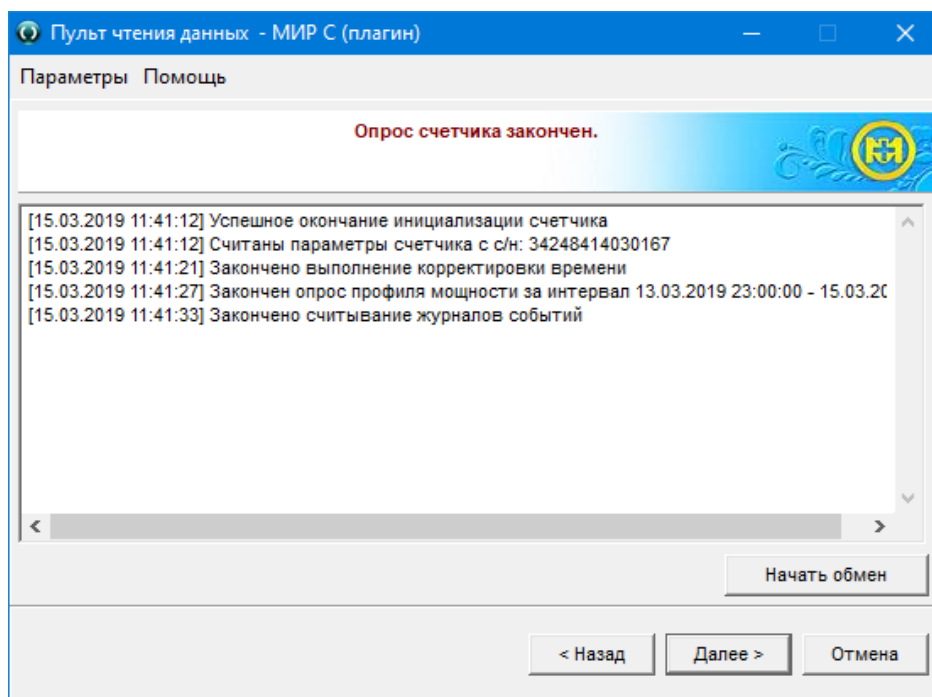 Пульт чтения данных - МИР С (плагин)
Параметры Помощь
Опрос счетчика закончен.
[15.03.2019 11:41:12] Успешное окончание инициализации счетчика
[15.03.2019 11:41:12] Считаны параметры счетчика с с/н: 34248414030167
[15.03.2019 11:41:21] Закончено выполнение корректировки времени
[15.03.2019 11:41:27] Закончен опрос профиля мощности за интервал 13.03.2019 23:00:00 - 15.03.20
[15.03.2019 11:41:33] Закончено считывание журналов событий
Начать обмен
< Назад Далее > Отмена